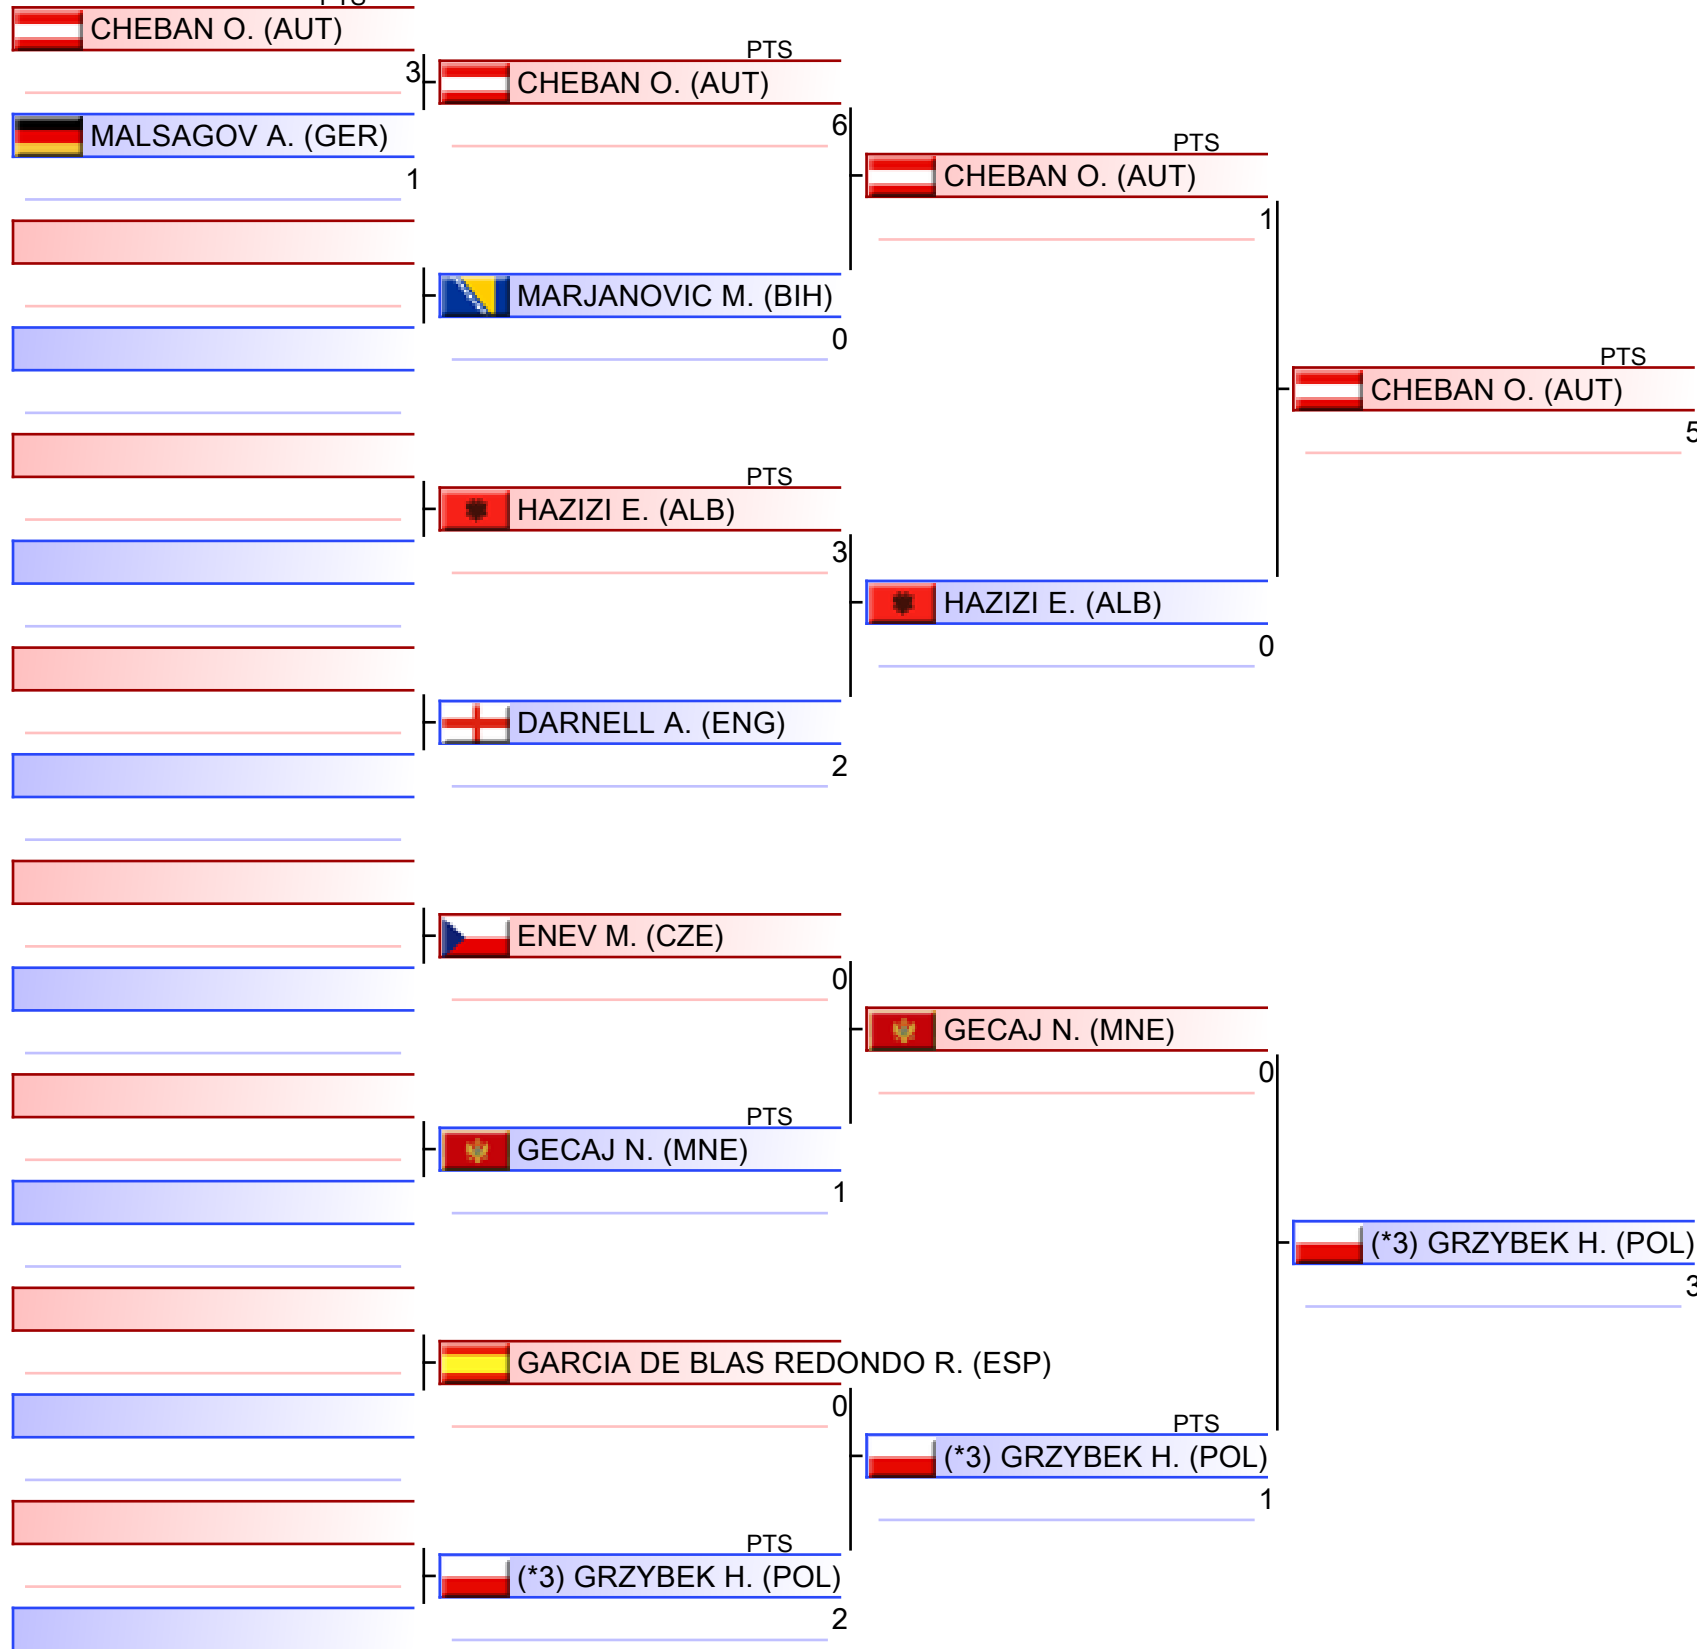 PTS
CHEBAN O. (AUT)
3
MALSAGOV A. (GER)
1
PTS
CHEBAN O. (AUT)
6
MARJANOVIC M. (BIH)
0
PTS
HAZIZI E. (ALB)
3
DARNELL A. (ENG)
2
ENEV M. (CZE)
0
PTS
GECAJ N. (MNE)
1
GARCIA DE BLAS REDONDO R. (ESP)
0
PTS
(*3) GRZYBEK H. (POL)
2
PTS
CHEBAN O. (AUT)
1
HAZIZI E. (ALB)
0
GECAJ N. (MNE)
0
PTS
(*3) GRZYBEK H. (POL)
1
PTS
CHEBAN O. (AUT)
5
(*3) GRZYBEK H. (POL)
3